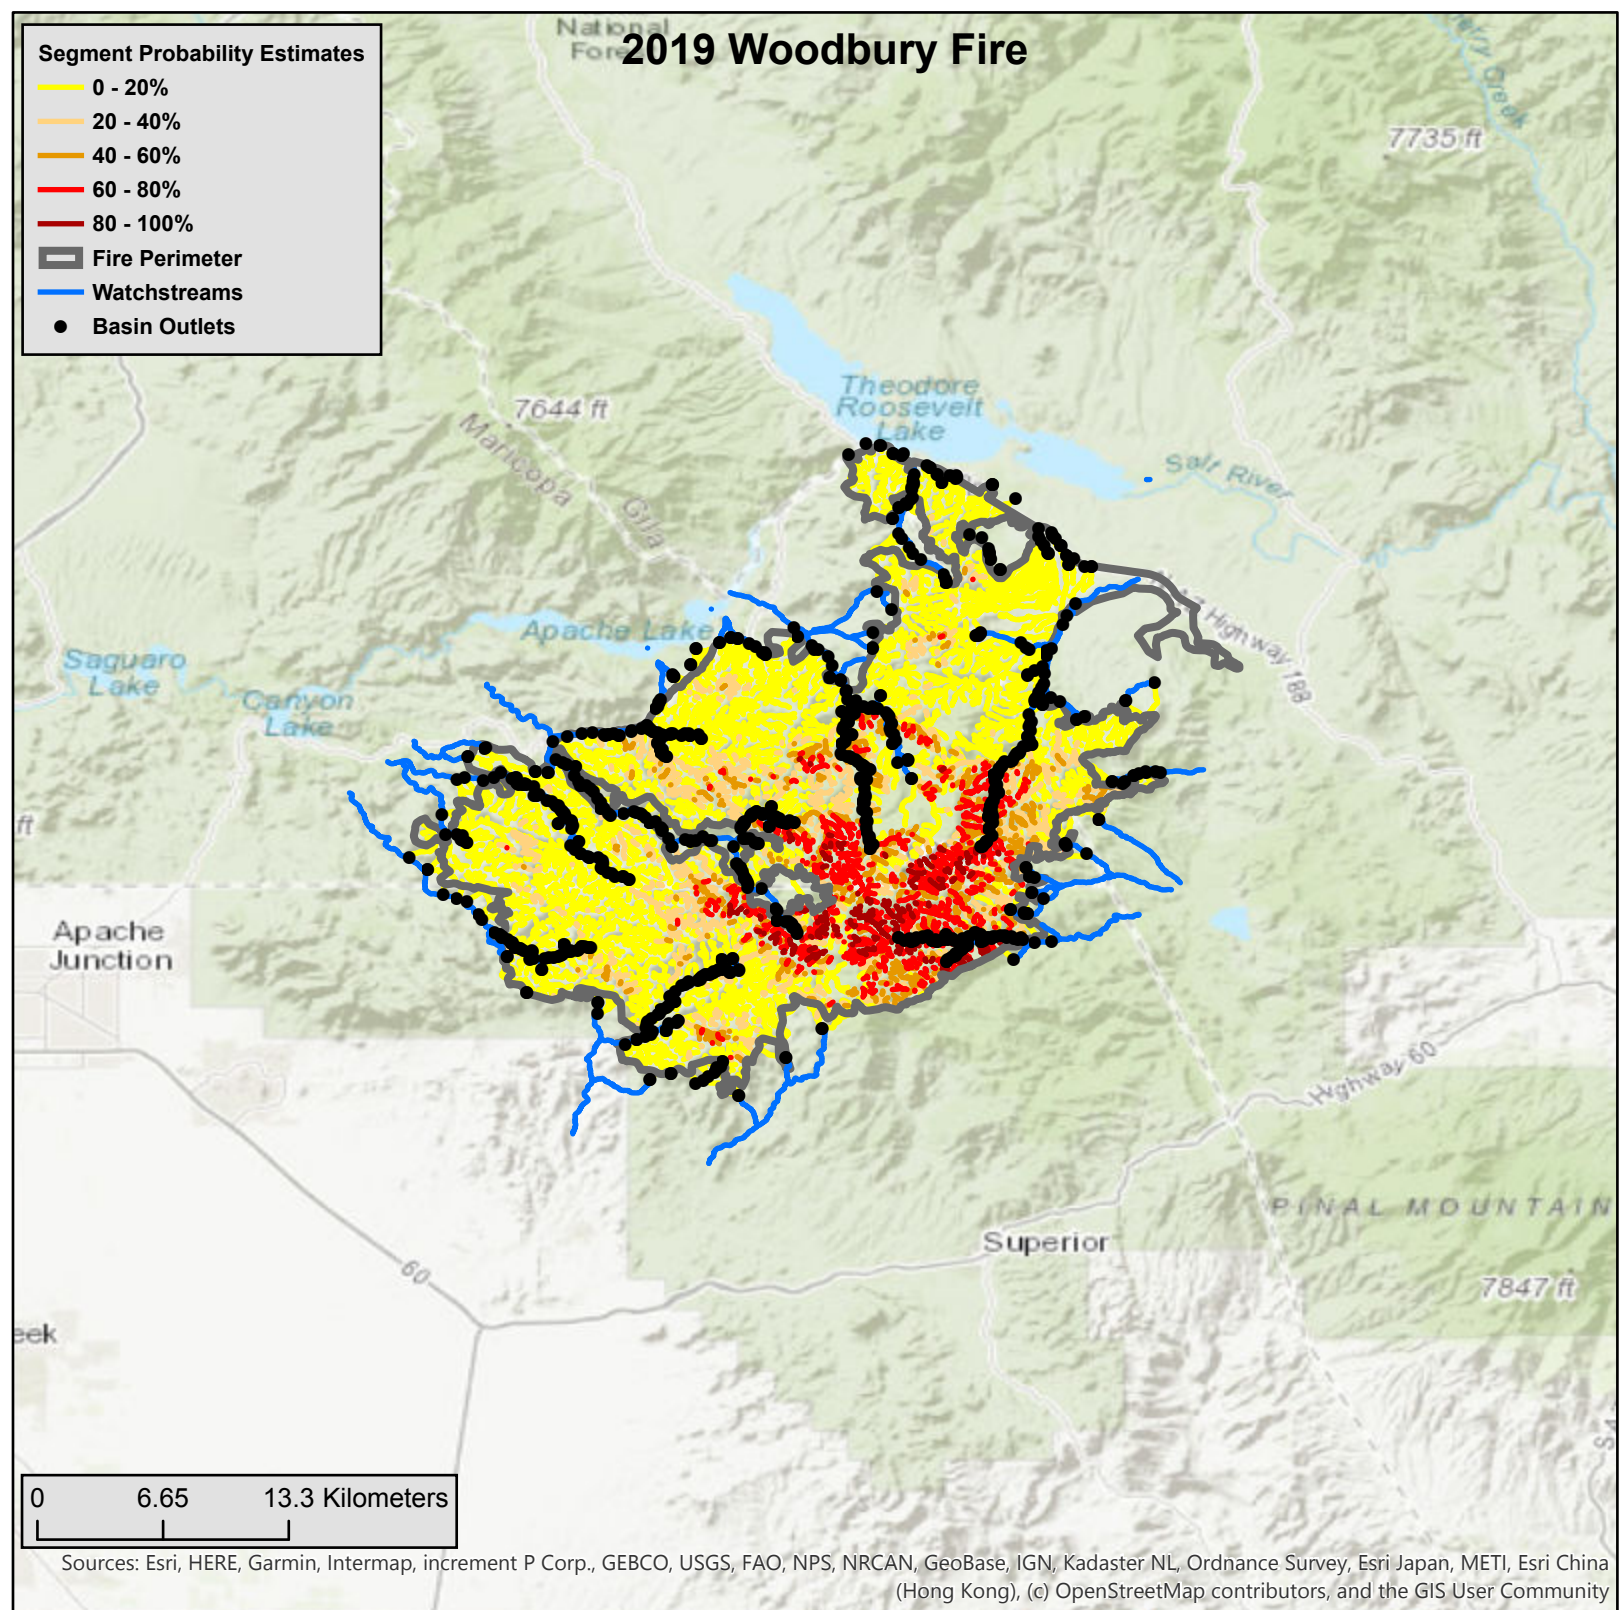 National
Fore
2019 Woodbury Fire
Segment Probability Estimates
0 - 20%
20 - 40%
40 - 60%
60 - 80%
80 - 100%
Fire Perimeter
Watchstreams
Basin Outlets
Creek
7735 ft
Theodore
Roosevelt
Lake
7644 ft
Maricopa
Gila
Salt River
Apache Lake
Saguaro
Lake
Canyon
Lake
Highway 188
ft
Apache
Junction
Highway 60
PINAL MOUNTAIN
Superior
60
7847 ft
eek
0 6.65 13.3 Kilometers
Sources: Esri, HERE, Garmin, Intermap, increment P Corp., GEBCO, USGS, FAO, NPS, NRCAN, GeoBase, IGN, Kadaster NL, Ordnance Survey, Esri Japan, METI, Esri China
(Hong Kong), (c) OpenStreetMap contributors, and the GIS User Community